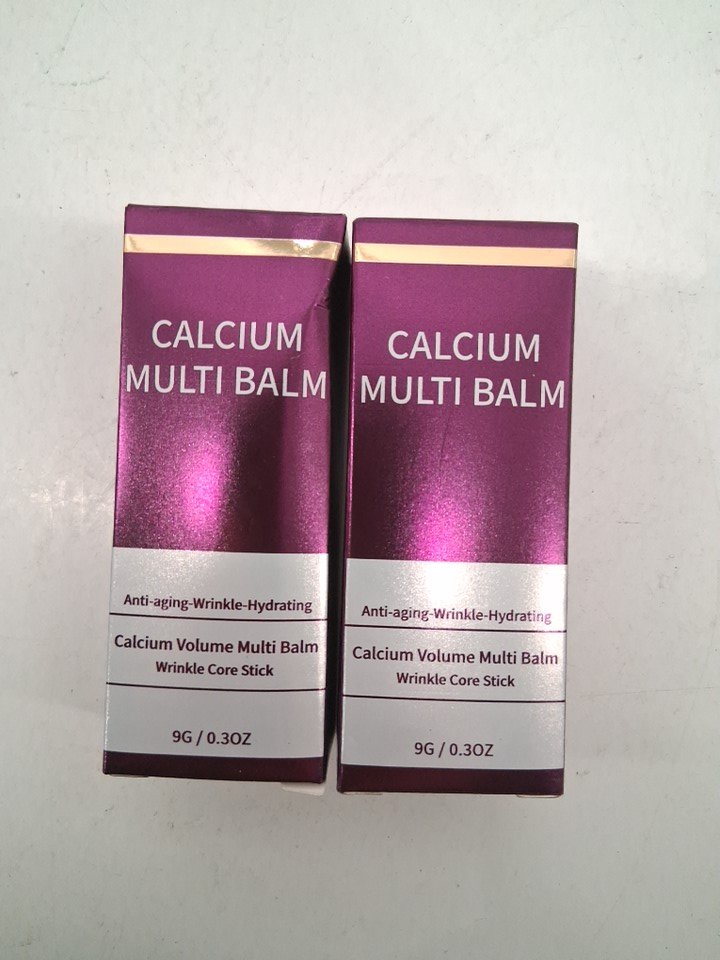 CALCIUM
MULTI BALM
Anti-aging-Wrinkle-Hydrating
Calcium Volume Multi Balm
Wrinkle Core Stick
9G / 0.3OZ
CALCIUM
MULTI BALM
Anti-aging-Wrinkle-Hydrating
Calcium Volume Multi Balm
Wrinkle Core Stick
9G / 0.3OZ